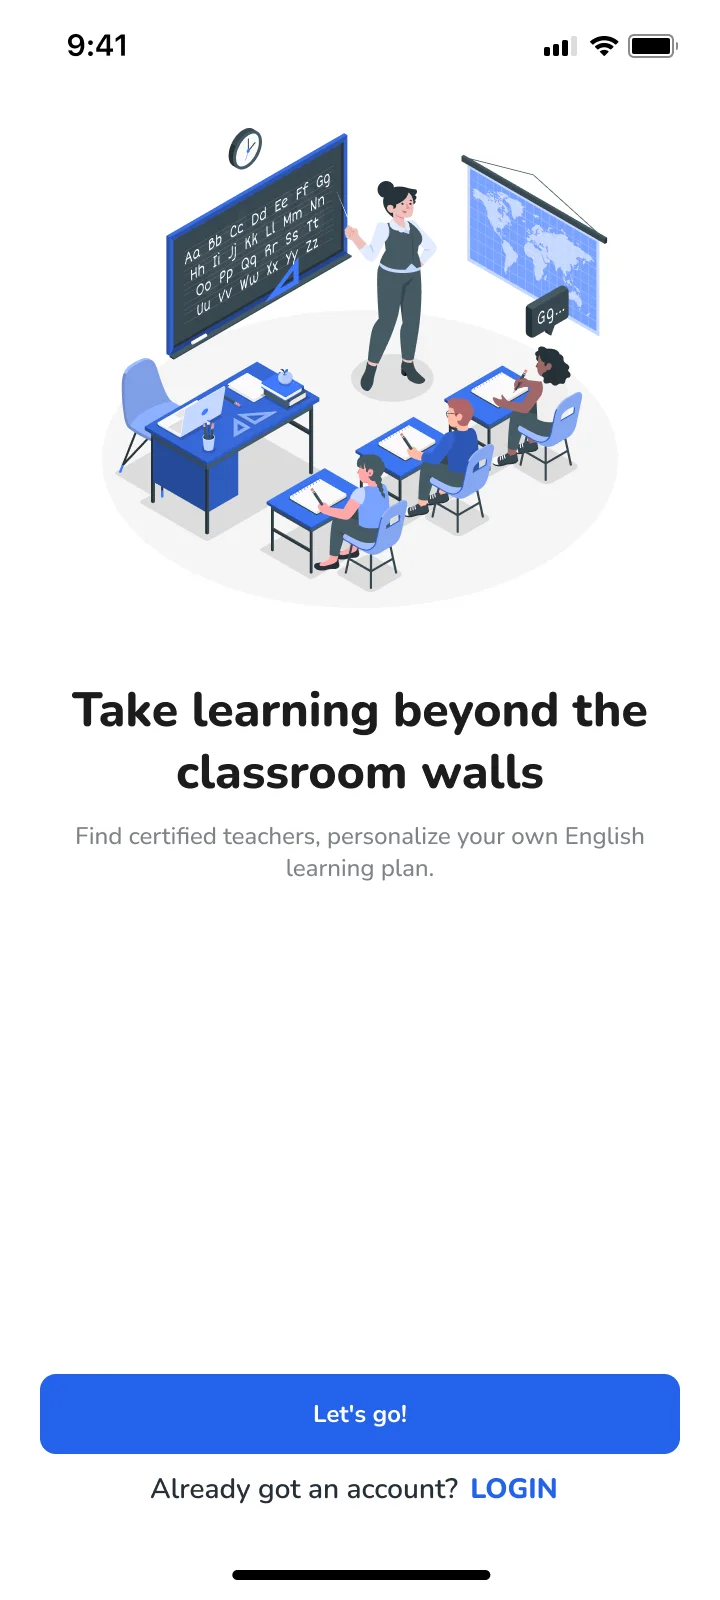 9:41
Aa Bb Cc Dd Ee Ff Gg
Hh Ii Jj Kk Ll Mm Nn
Oo Pp Qq Rr Ss Tt
Uu Vv Ww Xx Yy Zz
Gg...
Take learning beyond the
classroom walls
Find certified teachers, personalize your own English
learning plan.
Let's go!
Already got an account? LOGIN